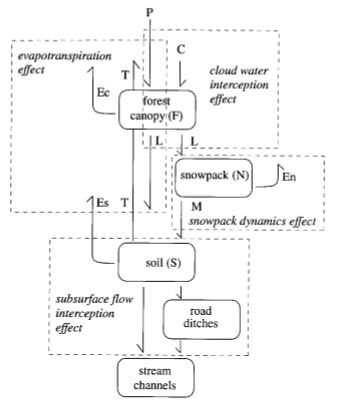 P
evapotranspiration
effect
C
T
cloud water
interception
effect
Ec
forest
canopy (F)
L
L
snowpack (N)
En
Es
T
M
snowpack dynamics effect
soil (S)
subsurface flow
interception
effect
road
ditches
stream
channels